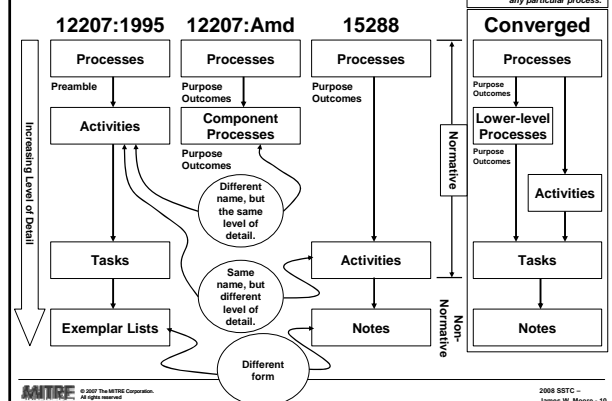 any particular process.
12207:1995
12207:Amd
15288
Converged
Increasing Level of Detail
Processes
Preamble
Activities
Tasks
Exemplar Lists
Processes
Purpose
Outcomes
Component
Processes
Purpose
Outcomes
Different
name, but
the same
level of
detail.
Same
name, but
different
level of
detail.
Different
form
Processes
Purpose
Outcomes
Activities
Notes
Normative
Non-
Normative
Processes
Purpose
Outcomes
Lower-level
Processes
Purpose
Outcomes
Activities
Tasks
Notes
MITRE
© 2007 The MITRE Corporation.
All rights reserved
2008 SSTC –
James W. Moore - 10